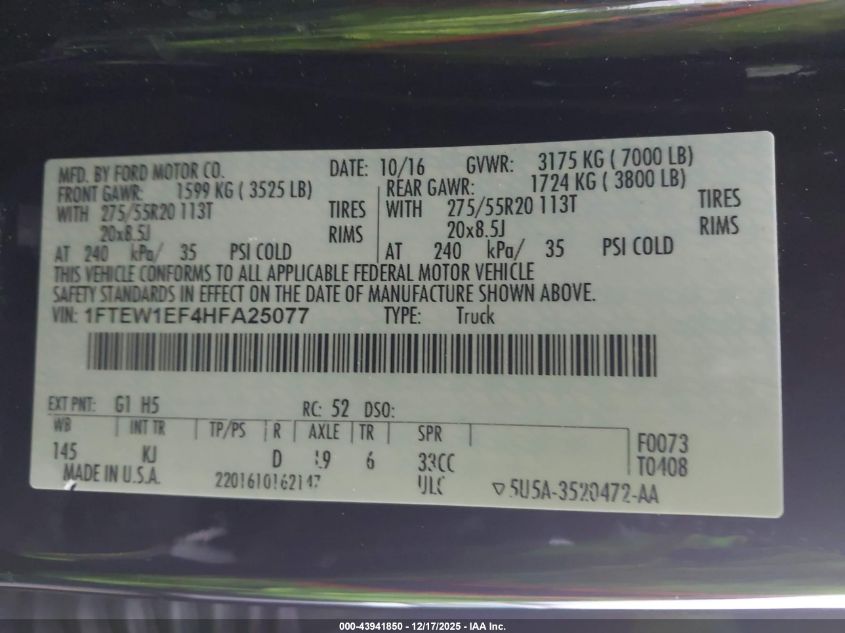 MFD. BY FORD MOTOR CO. DATE: 10/16 GVWR: 3175 KG ( 7000 LB)
FRONT GAWR: 1599 KG ( 3525 LB) REAR GAWR: 1724 KG ( 3800 LB)
WITH 275/55R20 113T TIRES WITH 275/55R20 113T TIRES
20x8.5J RIMS 20x8.5J RIMS
AT 240 kPa/ 35 PSI COLD AT 240 kPa/ 35 PSI COLD
THIS VEHICLE CONFORMS TO ALL APPLICABLE FEDERAL MOTOR VEHICLE
SAFETY STANDARDS IN EFFECT ON THE DATE OF MANUFACTURE SHOWN ABOVE.
VIN: 1FTEW1EF4HFA25077 TYPE: Truck
EXT PNT: G1 H5 RC: 52 DSO:
WB INT TR TP/PS R AXLE TR SPR
145 KJ D 6 33CC F0073
T0408
MADE IN U.S.A. 2201610162147 5U5A-3520472-AA
000-43941850 - 12/17/2025 - IAA Inc.